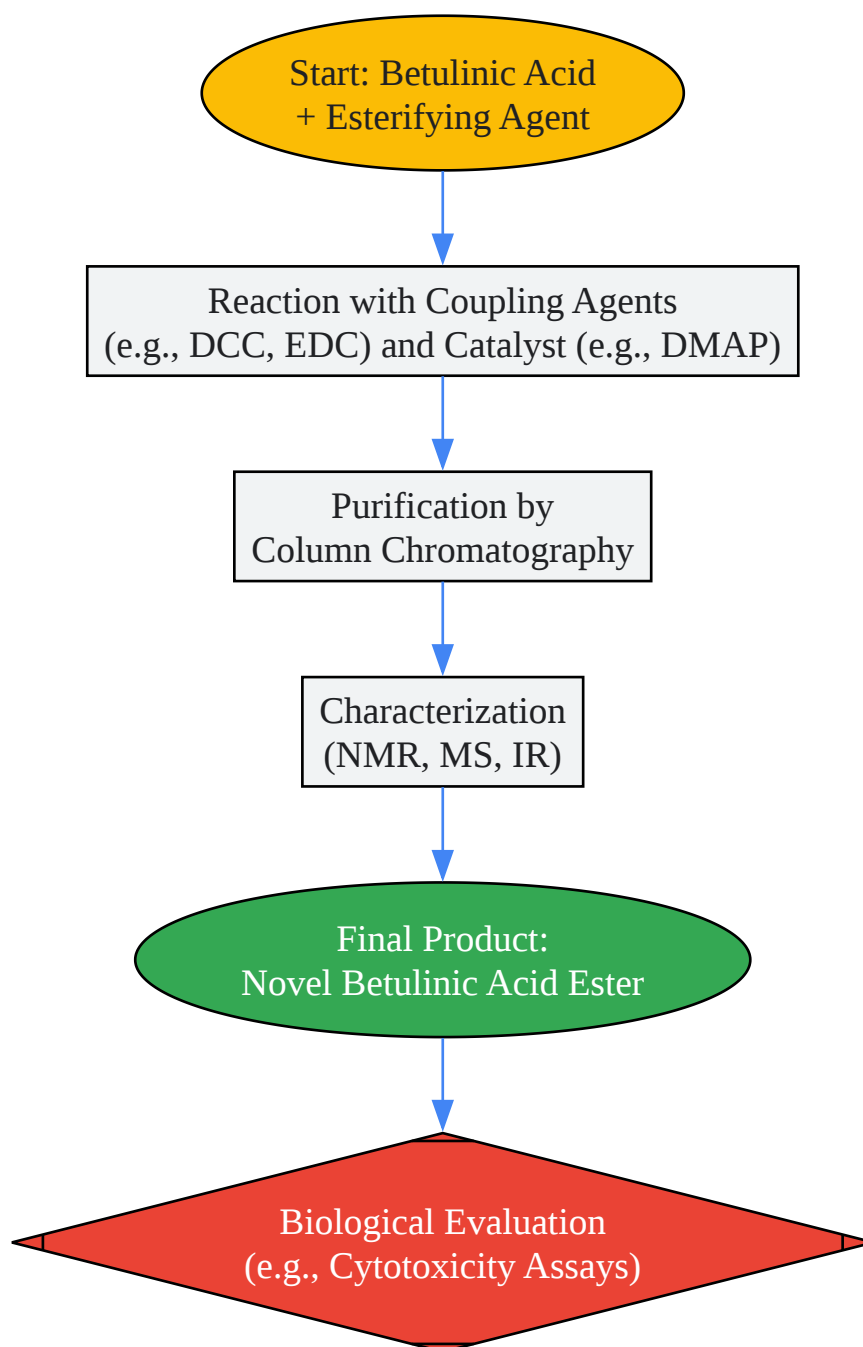 Start: Betulinic Acid
+ Esterifying Agent
Reaction with Coupling Agents
(e.g., DCC, EDC) and Catalyst (e.g., DMAP)
Purification by
Column Chromatography
Characterization
(NMR, MS, IR)
Final Product:
Novel Betulinic Acid Ester
Biological Evaluation
(e.g., Cytotoxicity Assays)